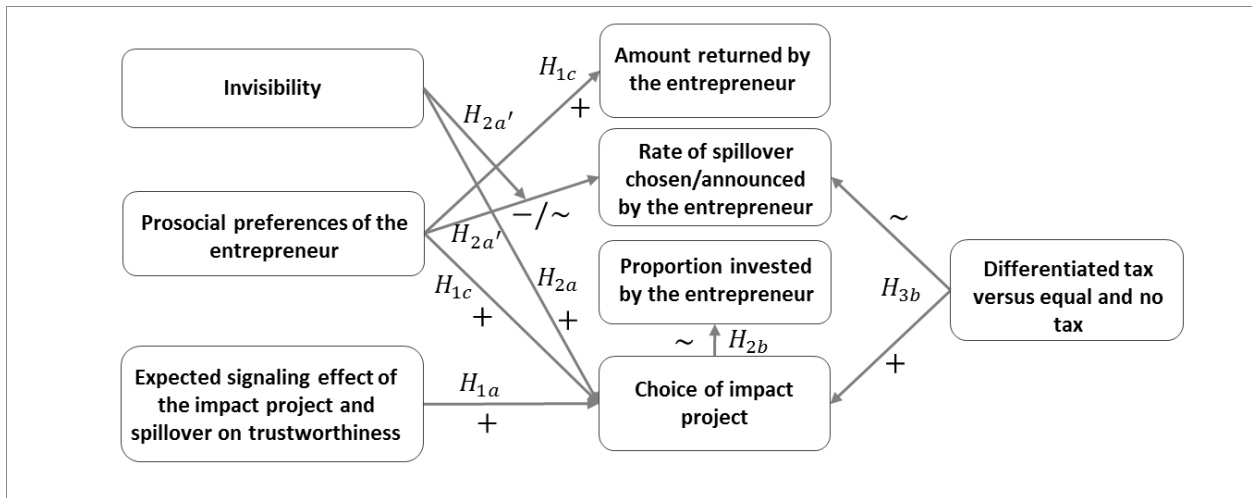 Invisibility
Prosocial preferences of the
entrepreneur
Expected signaling effect of
the impact project and
spillover on trustworthiness
H1c
+
H2a′
−/~
H2a′
H2a
+
H1c
+
H1a
+
Amount returned by
the entrepreneur
Rate of spillover
chosen/announced
by the entrepreneur
Proportion invested
by the entrepreneur
~
H2b
Choice of impact
project
~
H3b
+
Differentiated tax
versus equal and no
tax